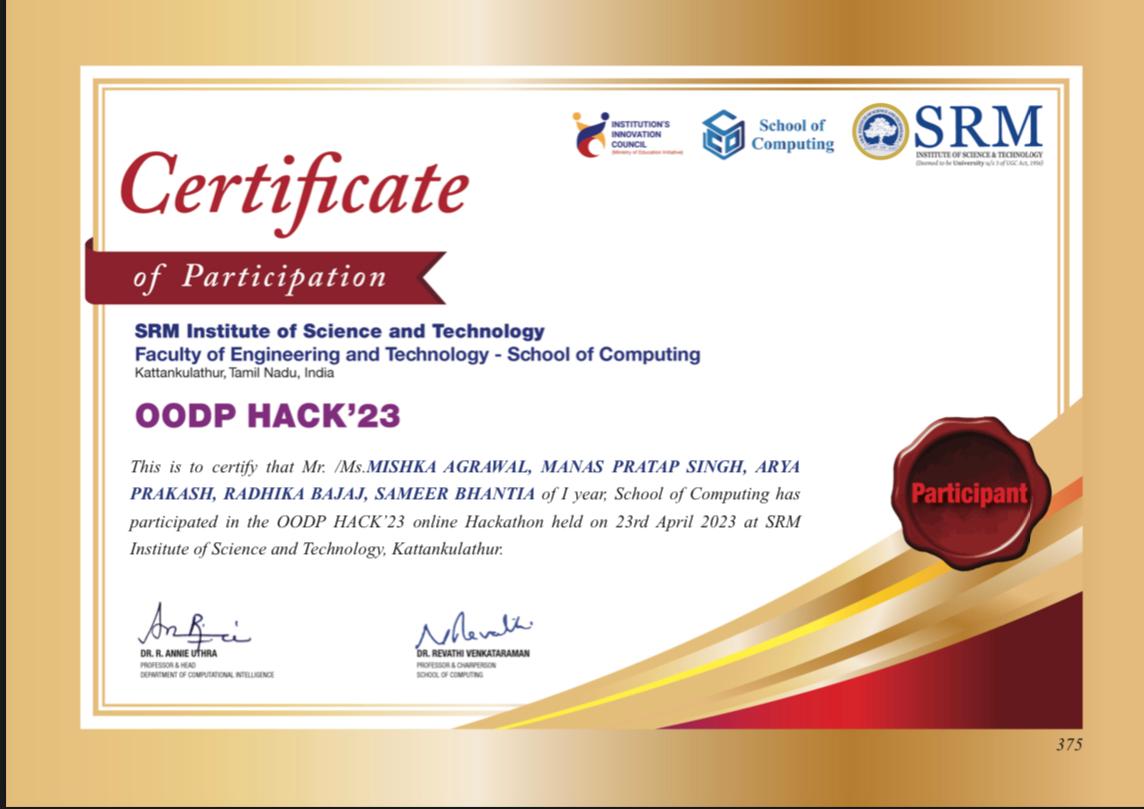 INSTITUTION'S
INNOVATION
COUNCIL
(Ministry of Education Initiative)
School of
Computing
SRM
INSTITUTE OF SCIENCE & TECHNOLOGY
(Deemed to be University u/s 3 of UGC Act, 1956)
Certificate
of Participation
SRM Institute of Science and Technology
Faculty of Engineering and Technology - School of Computing
Kattankulathur, Tamil Nadu, India
OODP HACK'23
This is to certify that Mr. /Ms.MISHKA AGRAWAL, MANAS PRATAP SINGH, ARYA
PRAKASH, RADHIKA BAJAJ, SAMEER BHANTIA of I year, School of Computing has
participated in the OODP HACK'23 online Hackathon held on 23rd April 2023 at SRM
Institute of Science and Technology, Kattankulathur.
Participant
DR. R. ANNIE UTHRA
PROFESSOR & HEAD
DEPARTMENT OF COMPUTATIONAL INTELLIGENCE
DR. REVATHI VENKATARAMAN
PROFESSOR & CHAIRPERSON
SCHOOL OF COMPUTING
375